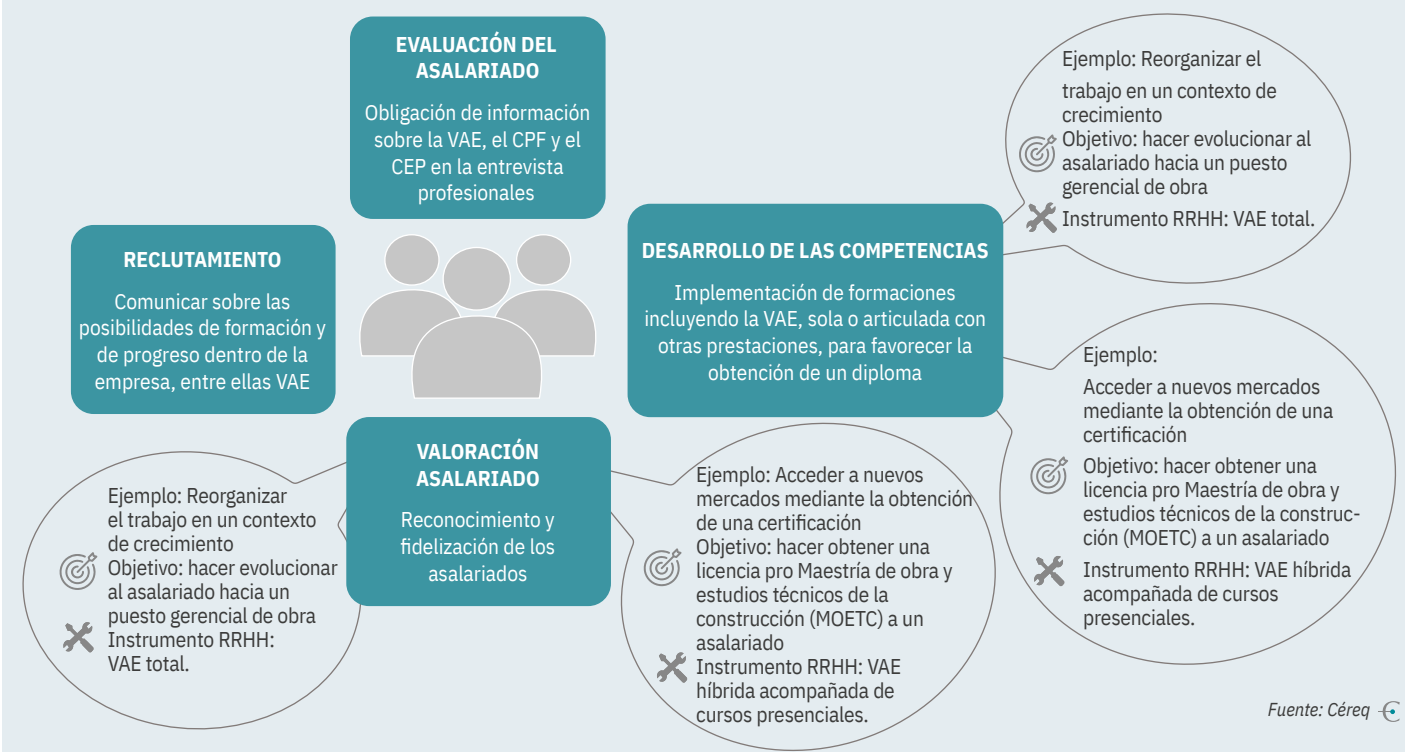 EVALUACIÓN DEL
ASALARIADO
Obligación de información
sobre la VAE, el CPF y el
CEP en la entrevista
profesionales
RECLUTAMIENTO
Comunicar sobre las
posibilidades de formación y
de progreso dentro de la
empresa, entre ellas VAE
DESARROLLO DE LAS COMPETENCIAS
Implementación de formaciones
incluyendo la VAE, sola o articulada con
otras prestaciones, para favorecer la
obtención de un diploma
Ejemplo: Reorganizar el
trabajo en un contexto de
crecimiento
Objetivo: hacer evolucionar al
asalariado hacia un puesto
gerencial de obra
Instrumento RRHH: VAE total.
Ejemplo:
Acceder a nuevos mercados
mediante la obtención de una
certificación
Objetivo: hacer obtener una
licencia pro Maestría de obra y
estudios técnicos de la construc-
ción (MOETC) a un asalariado
Instrumento RRHH: VAE híbrida
acompañada de cursos
presenciales.
VALORACIÓN
ASALARIADO
Reconocimiento y
fidelización de los
asalariados
Ejemplo: Reorganizar
el trabajo en un contexto
de crecimiento
Objetivo: hacer evolucionar
al asalariado hacia un
puesto gerencial de obra
Instrumento RRHH:
VAE total.
Ejemplo: Acceder a nuevos
mercados mediante la obtención
de una certificación
Objetivo: hacer obtener una
licencia pro Maestría de obra y
estudios técnicos de la
construcción (MOETC) a un
asalariado
Instrumento RRHH: VAE
híbrida acompañada de
cursos presenciales.
Fuente: Céreq